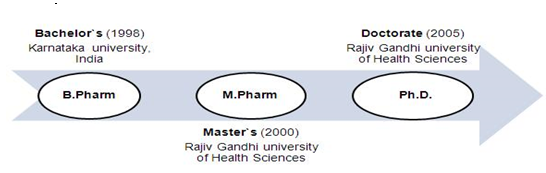 Bachelor`s (1998)
Karnataka university,
India
Doctorate (2005)
Rajiv Gandhi university
of Health Sciences
B.Pharm
M.Pharm
Ph.D.
Master`s (2000)
Rajiv Gandhi university
of Health Sciences